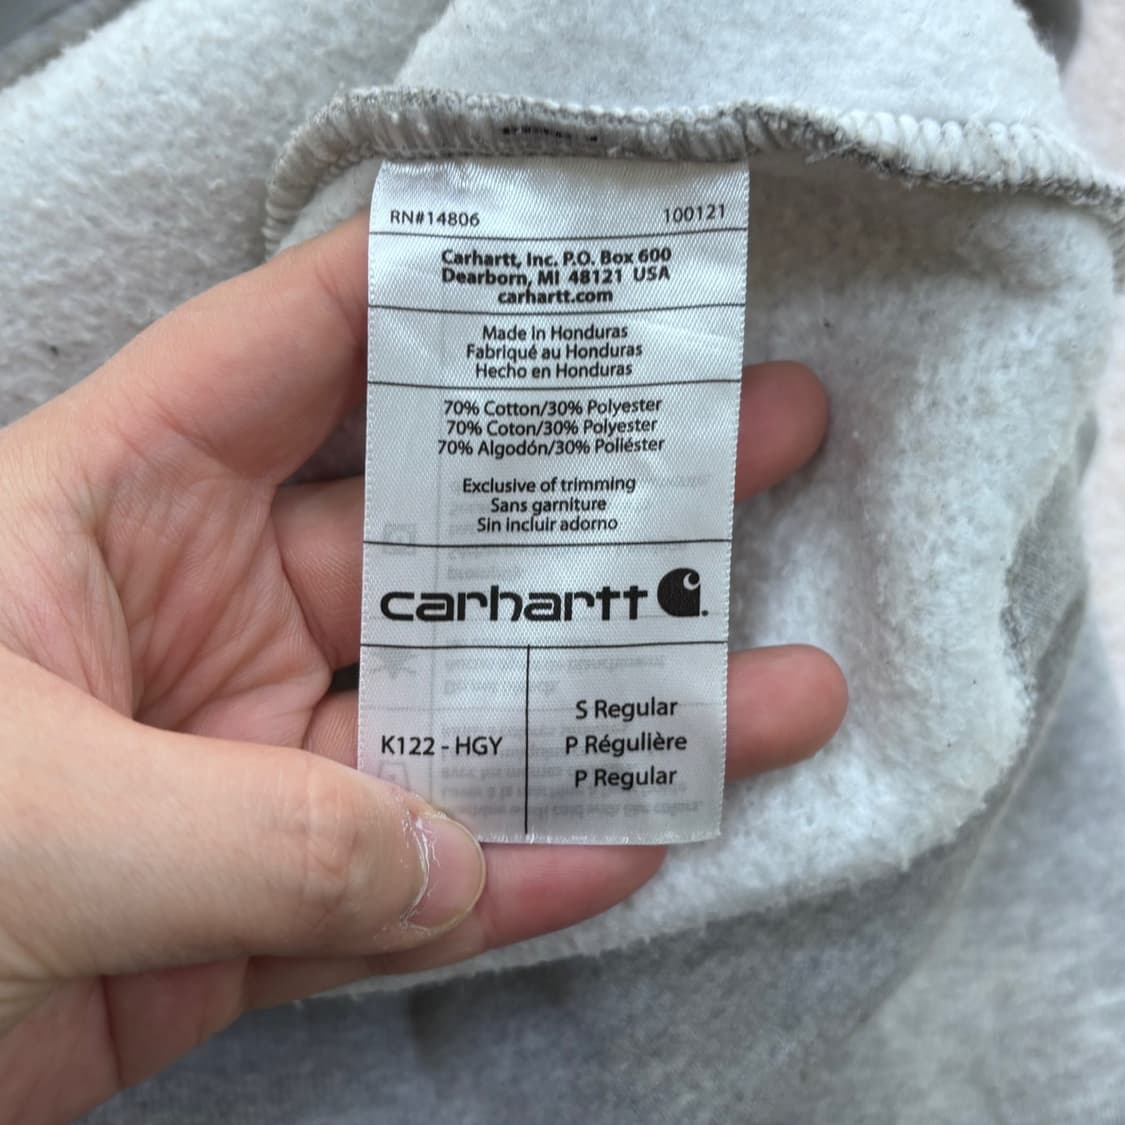 RN#14806 100121
Carhartt, Inc. P.O. Box 600
Dearborn, MI 48121 USA
carhartt.com
Made in Honduras
Fabriqué au Honduras
Hecho en Honduras
70% Cotton/30% Polyester
70% Coton/30% Polyester
70% Algodón/30% Poliéster
Exclusive of trimming
Sans garniture
Sin incluir adorno
carhartt
K122 - HGY
S Regular
P Régulière
P Regular